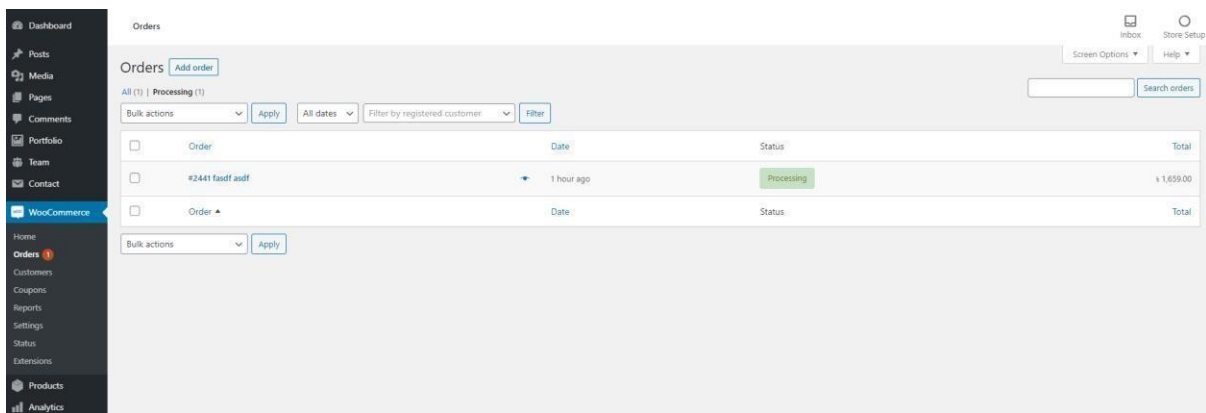 Dashboard
Posts
Media
Pages
Comments
Portfolio
Team
Contact
WooCommerce
Home
Orders 1
Customers
Coupons
Reports
Settings
Status
Extensions
Products
Analytics
Orders
Inbox
Store Setup
Screen Options ▼
Help ▼
Orders Add order
All (1) | Processing (1)
Search orders
Bulk actions Apply All dates Filter by registered customer Filter
Order Date Status Total
#2441 fasdf asdf 1 hour ago Processing ৳ 1,659.00
Order ▲ Date Status Total
Bulk actions Apply